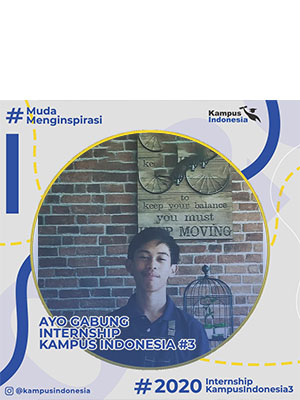 #Muda
Menginspirasi
Kampus
Indonesia
to
keep your balance
you must
P MOVING
AYO GABUNG
INTERNSHIP
KAMPUS INDONESIA #3
@kampusindonesia
#2020 Internship
KampusIndonesia3